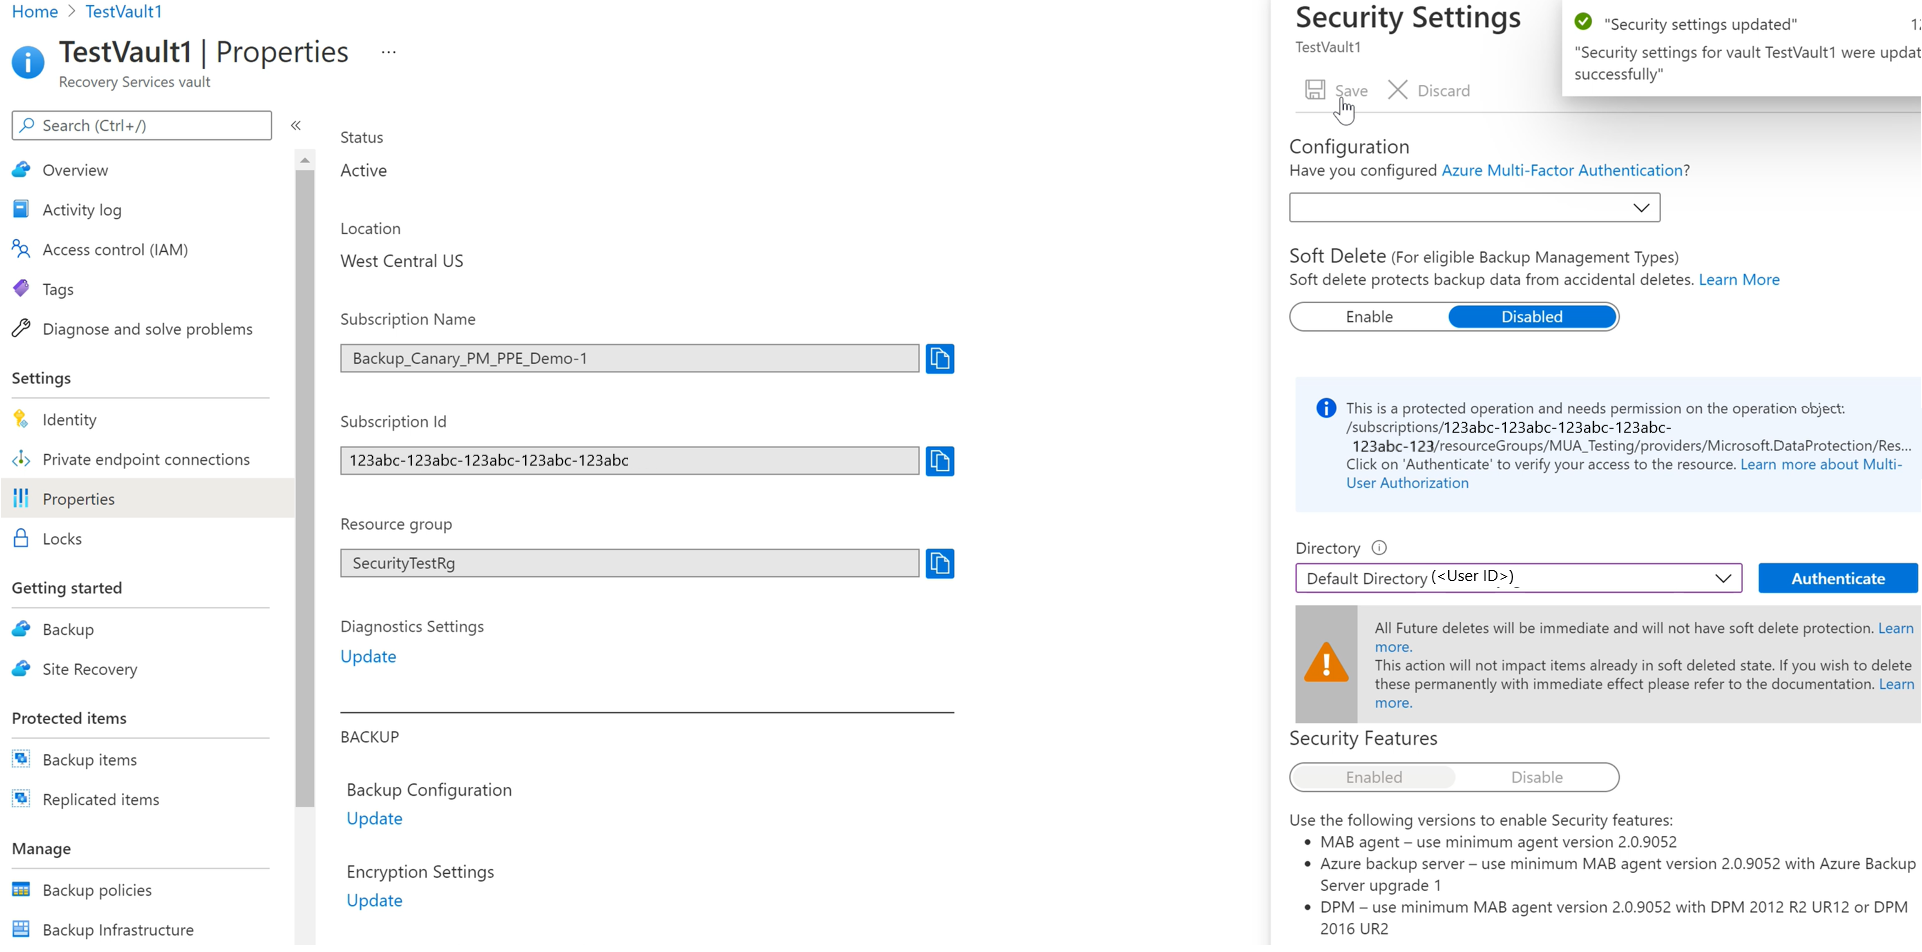 Home > TestVault1
TestVault1 | Properties ...
Recovery Services vault
Search (Ctrl+/)
«
Overview
Activity log
Access control (IAM)
Tags
Diagnose and solve problems
Settings
Identity
Private endpoint connections
Properties
Locks
Getting started
Backup
Site Recovery
Protected items
Backup items
Replicated items
Manage
Backup policies
Backup Infrastructure
Status
Active
Location
West Central US
Subscription Name
Backup_Canary_PM_PPE_Demo-1
Subscription Id
123abc-123abc-123abc-123abc-123abc
Resource group
SecurityTestRg
Diagnostics Settings
Update
BACKUP
Backup Configuration
Update
Encryption Settings
Update
Security Settings
TestVault1
Save Discard
"Security settings updated"
"Security settings for vault TestVault1 were updat
successfully"
Configuration
Have you configured Azure Multi-Factor Authentication?
Soft Delete (For eligible Backup Management Types)
Soft delete protects backup data from accidental deletes. Learn More
Enable Disabled
This is a protected operation and needs permission on the operation object:
/subscriptions/123abc-123abc-123abc-123abc-
123abc-123/resourceGroups/MUA_Testing/providers/Microsoft.DataProtection/Res...
Click on 'Authenticate' to verify your access to the resource. Learn more about Multi-
User Authorization
Directory
Default Directory (<User ID>)
Authenticate
All Future deletes will be immediate and will not have soft delete protection. Learn
more.
This action will not impact items already in soft deleted state. If you wish to delete
these permanently with immediate effect please refer to the documentation. Learn
more.
Security Features
Enabled Disable
Use the following versions to enable Security features:
• MAB agent – use minimum agent version 2.0.9052
• Azure backup server – use minimum MAB agent version 2.0.9052 with Azure Backup
Server upgrade 1
• DPM – use minimum MAB agent version 2.0.9052 with DPM 2012 R2 UR12 or DPM
2016 UR2